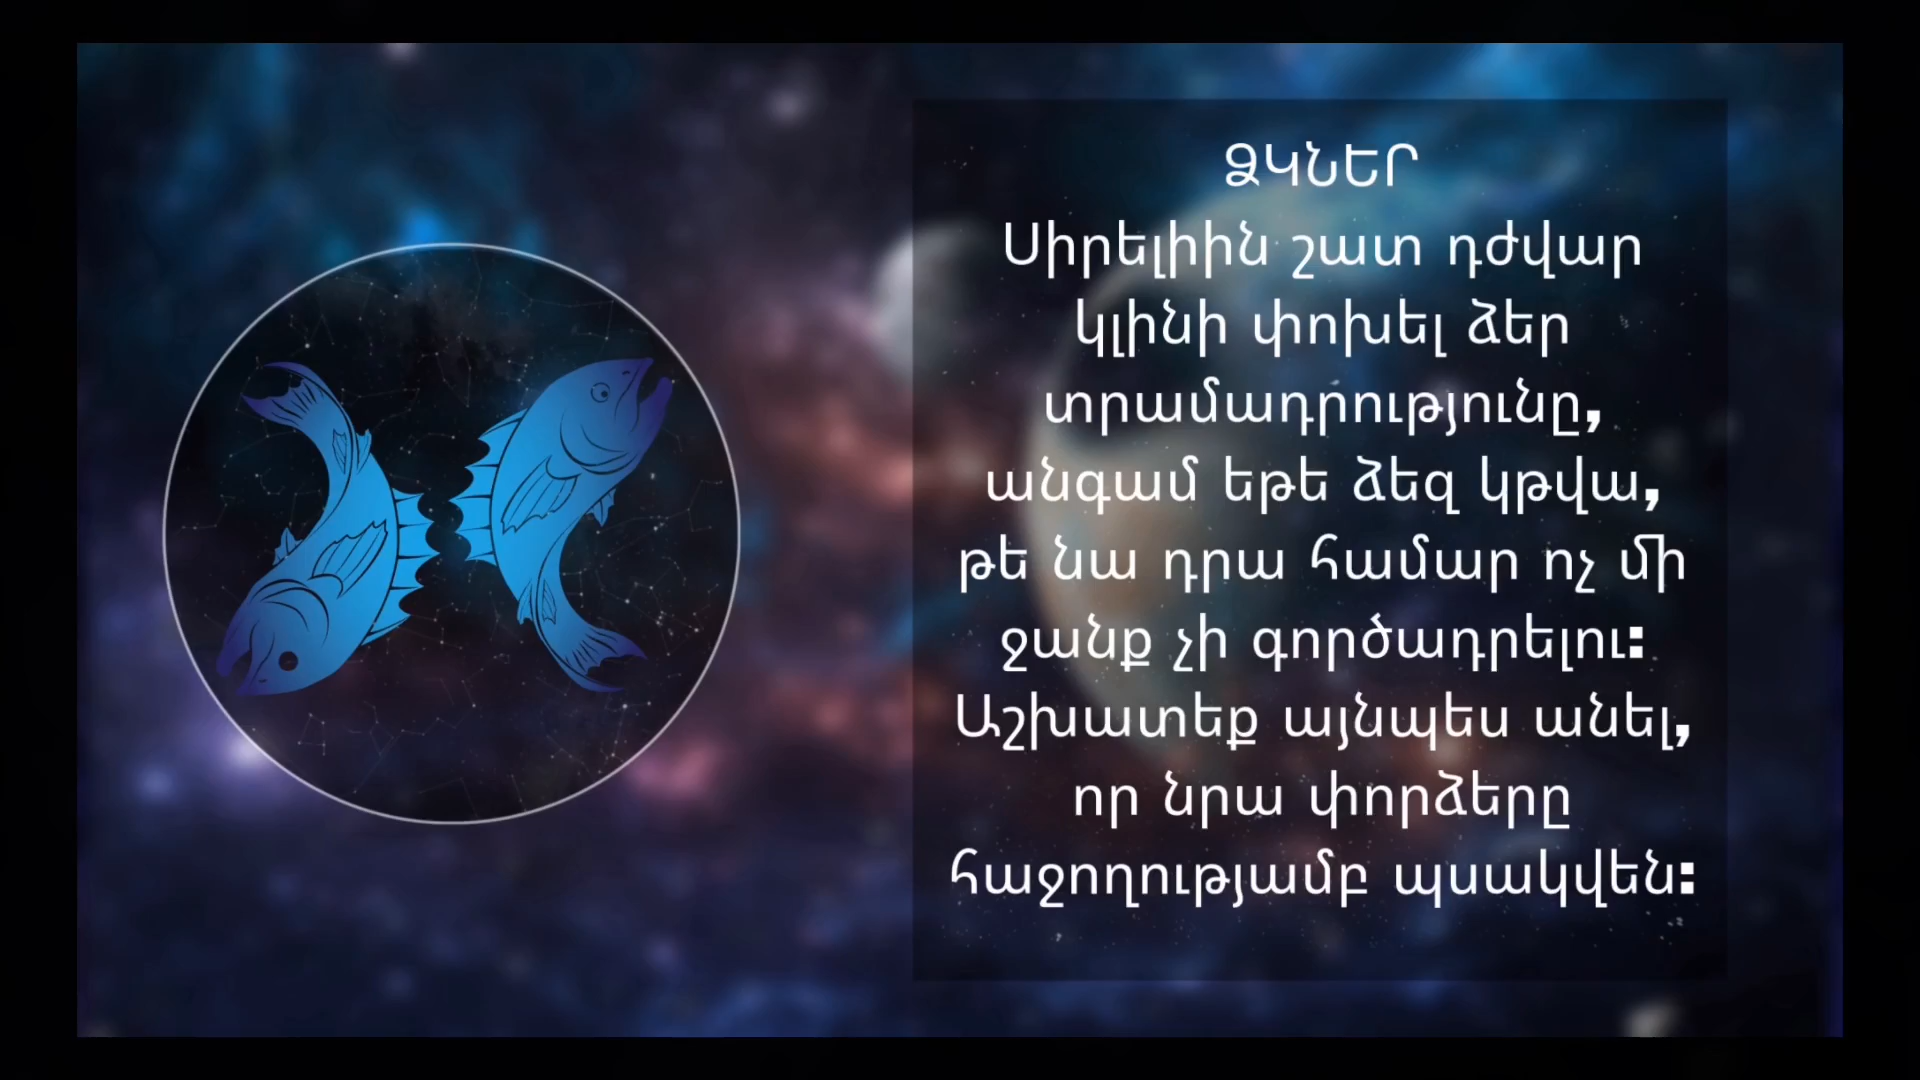 ՁԿՆԵՐ
Սիրելիին շատ դժվար
կլինի փոխել ձեր
տրամադրությունը,
անգամ եթե ձեզ կթվա,
թե նա դրա համար ոչ մի
ջանք չի գործադրելու:
Աշխատեք այնպես անել,
որ նրա փորձերը
հաջողությամբ պսակվեն: